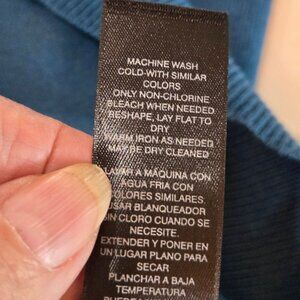 MACHINE WASH
COLD-WITH SIMILAR
COLORS
ONLY NON-CHLORINE
BLEACH WHEN NEEDED
RESHAPE, LAY FLAT TO
DRY
WARM IRON AS NEEDED
MAY BE DRY CLEANED
LAVAR A MÁQUINA CON
AGUA FRIA CON
COLORES SIMILARES.
USAR BLANQUEADOR
SIN CLORO CUANDO SE
NECESITE.
EXTENDER Y PONER EN
UN LUGAR PLANO PARA
SECAR
PLANCHAR A BAJA
TEMPERATURA